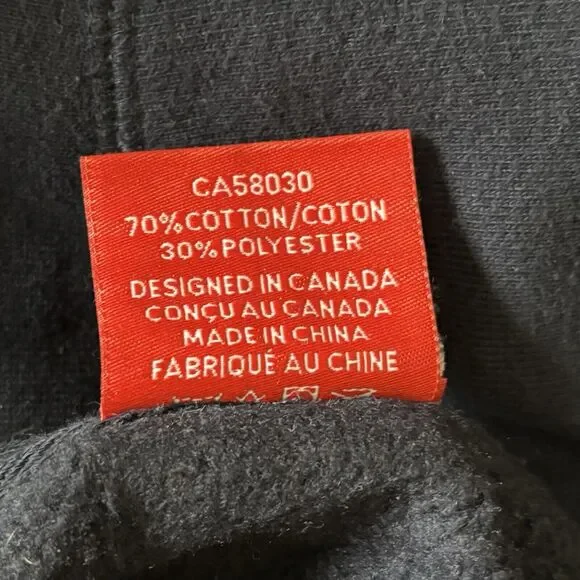 CA58030
70% COTTON/COTON
30% POLYESTER
DESIGNED IN CANADA
CONÇU AU CANADA
MADE IN CHINA
FABRIQUÉ AU CHINE